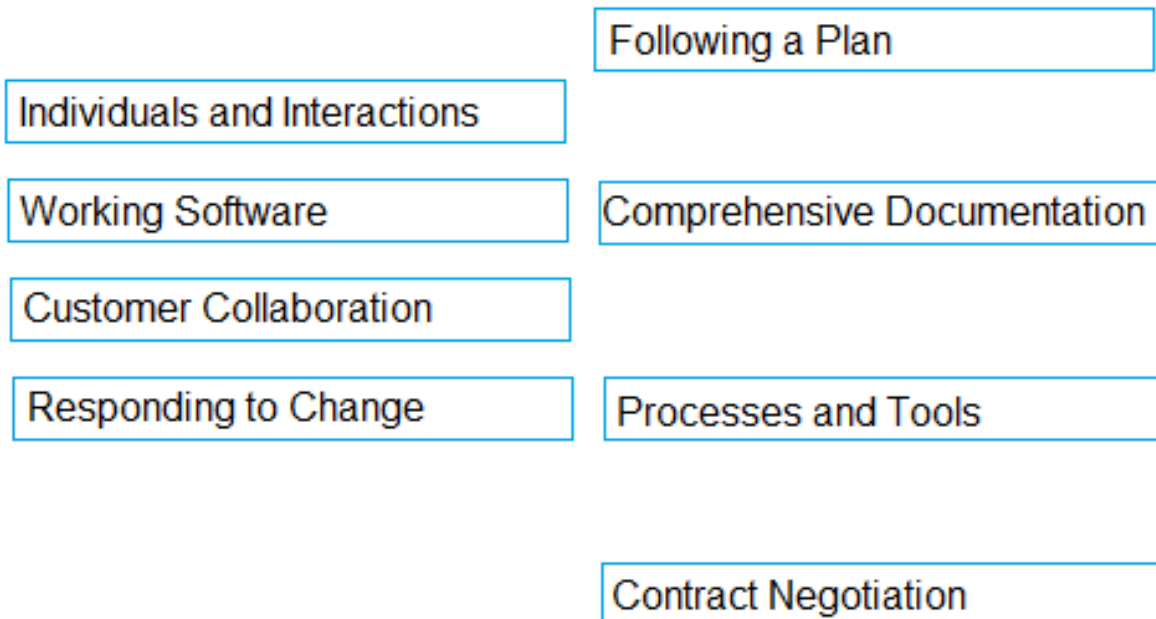 Following a Plan
Individuals and Interactions
Working Software
Comprehensive Documentation
Customer Collaboration
Responding to Change
Processes and Tools
Contract Negotiation